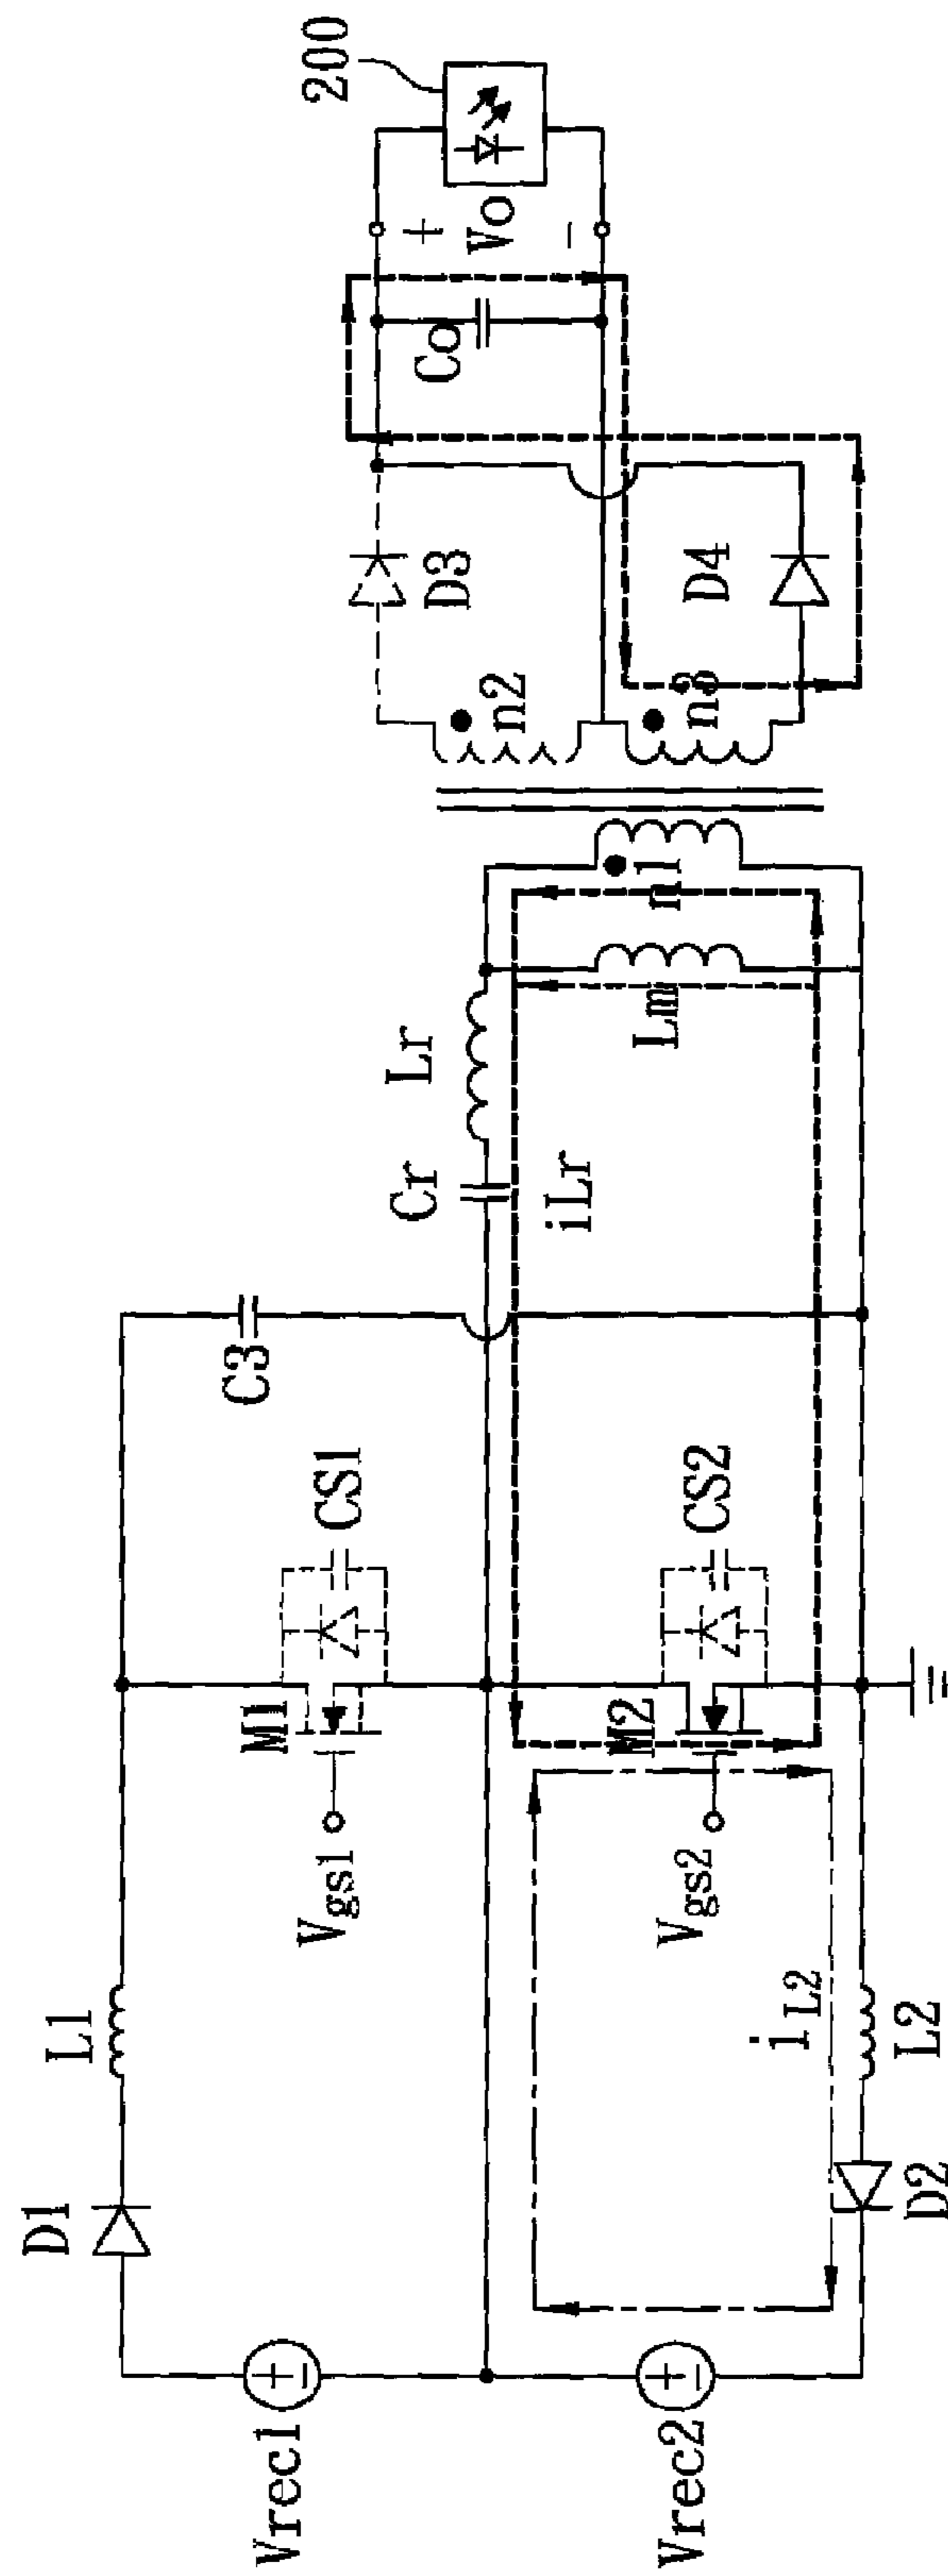 Vrec1
Vrec2
D1
L1
Vgs1
M1
CS1
C3
Vgs2
M2
CS2
iL2
L2
D2
Cr
Lr
iLr
Lm
n1
n2
n3
D3
D4
Co
+
Vo
-
200